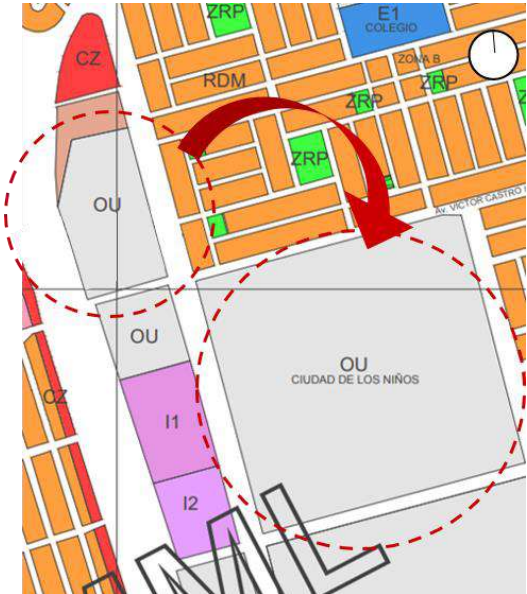 ZRP
E1
COLEGIO
CZ
ZONA B
RDM
ZRP
ZRP
ZRP
OU
Av. VICTOR CASTRO
OU
OU
CIUDAD DE LOS NIÑOS
CZ
I1
I2
ML